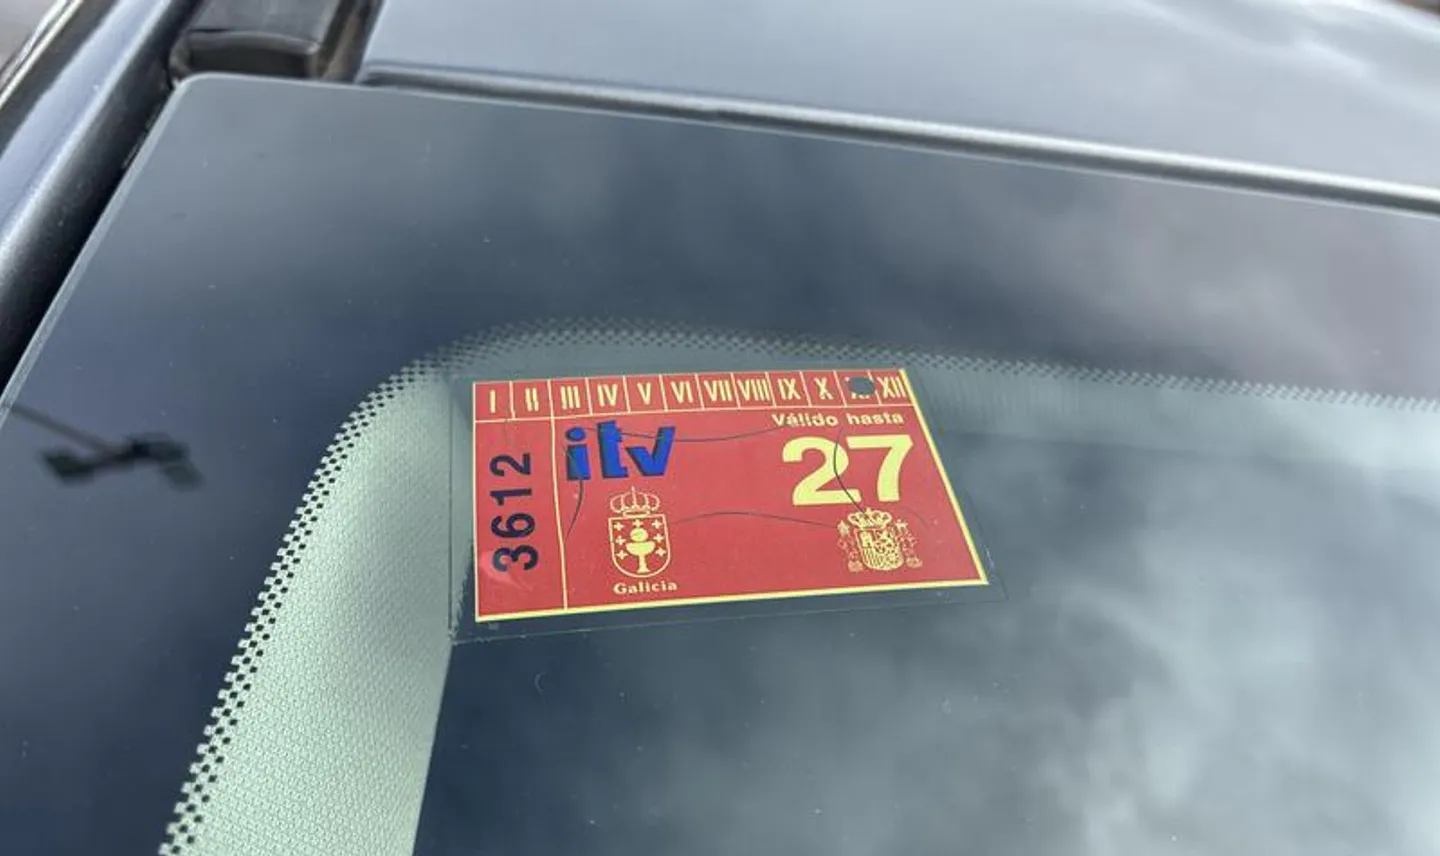 I II III IV V VI VII VIII IX X XII
Válido hasta
itv
27
3612
Galicia